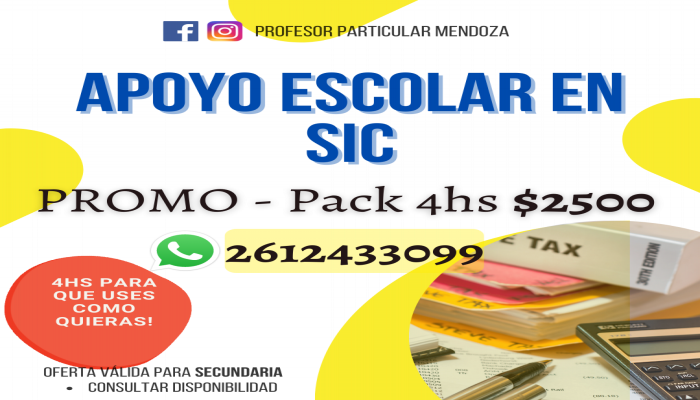 PROFESOR PARTICULAR MENDOZA
APOYO ESCOLAR EN
SIC
PROMO - Pack 4hs $2500
2612433099
E TAX
4HS PARA
QUE USES
COMO
QUIERAS!
OFERTA VÁLIDA PARA SECUNDARIA
• CONSULTAR DISPONIBILIDAD